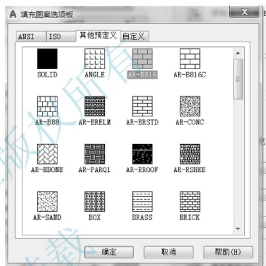 填充图案选项板
ANSI ISO 其他预定义 自定义
SOLID ANGLE AR-B816 AR-B816C
AR-B88 AR-BRELM AR-BRSTD AR-CONC
AR-HBONE AR-PARQ1 AR-RROOF AR-RSHKE
AR-SAND BOX BRASS BRICK
确定 取消 帮助(H)